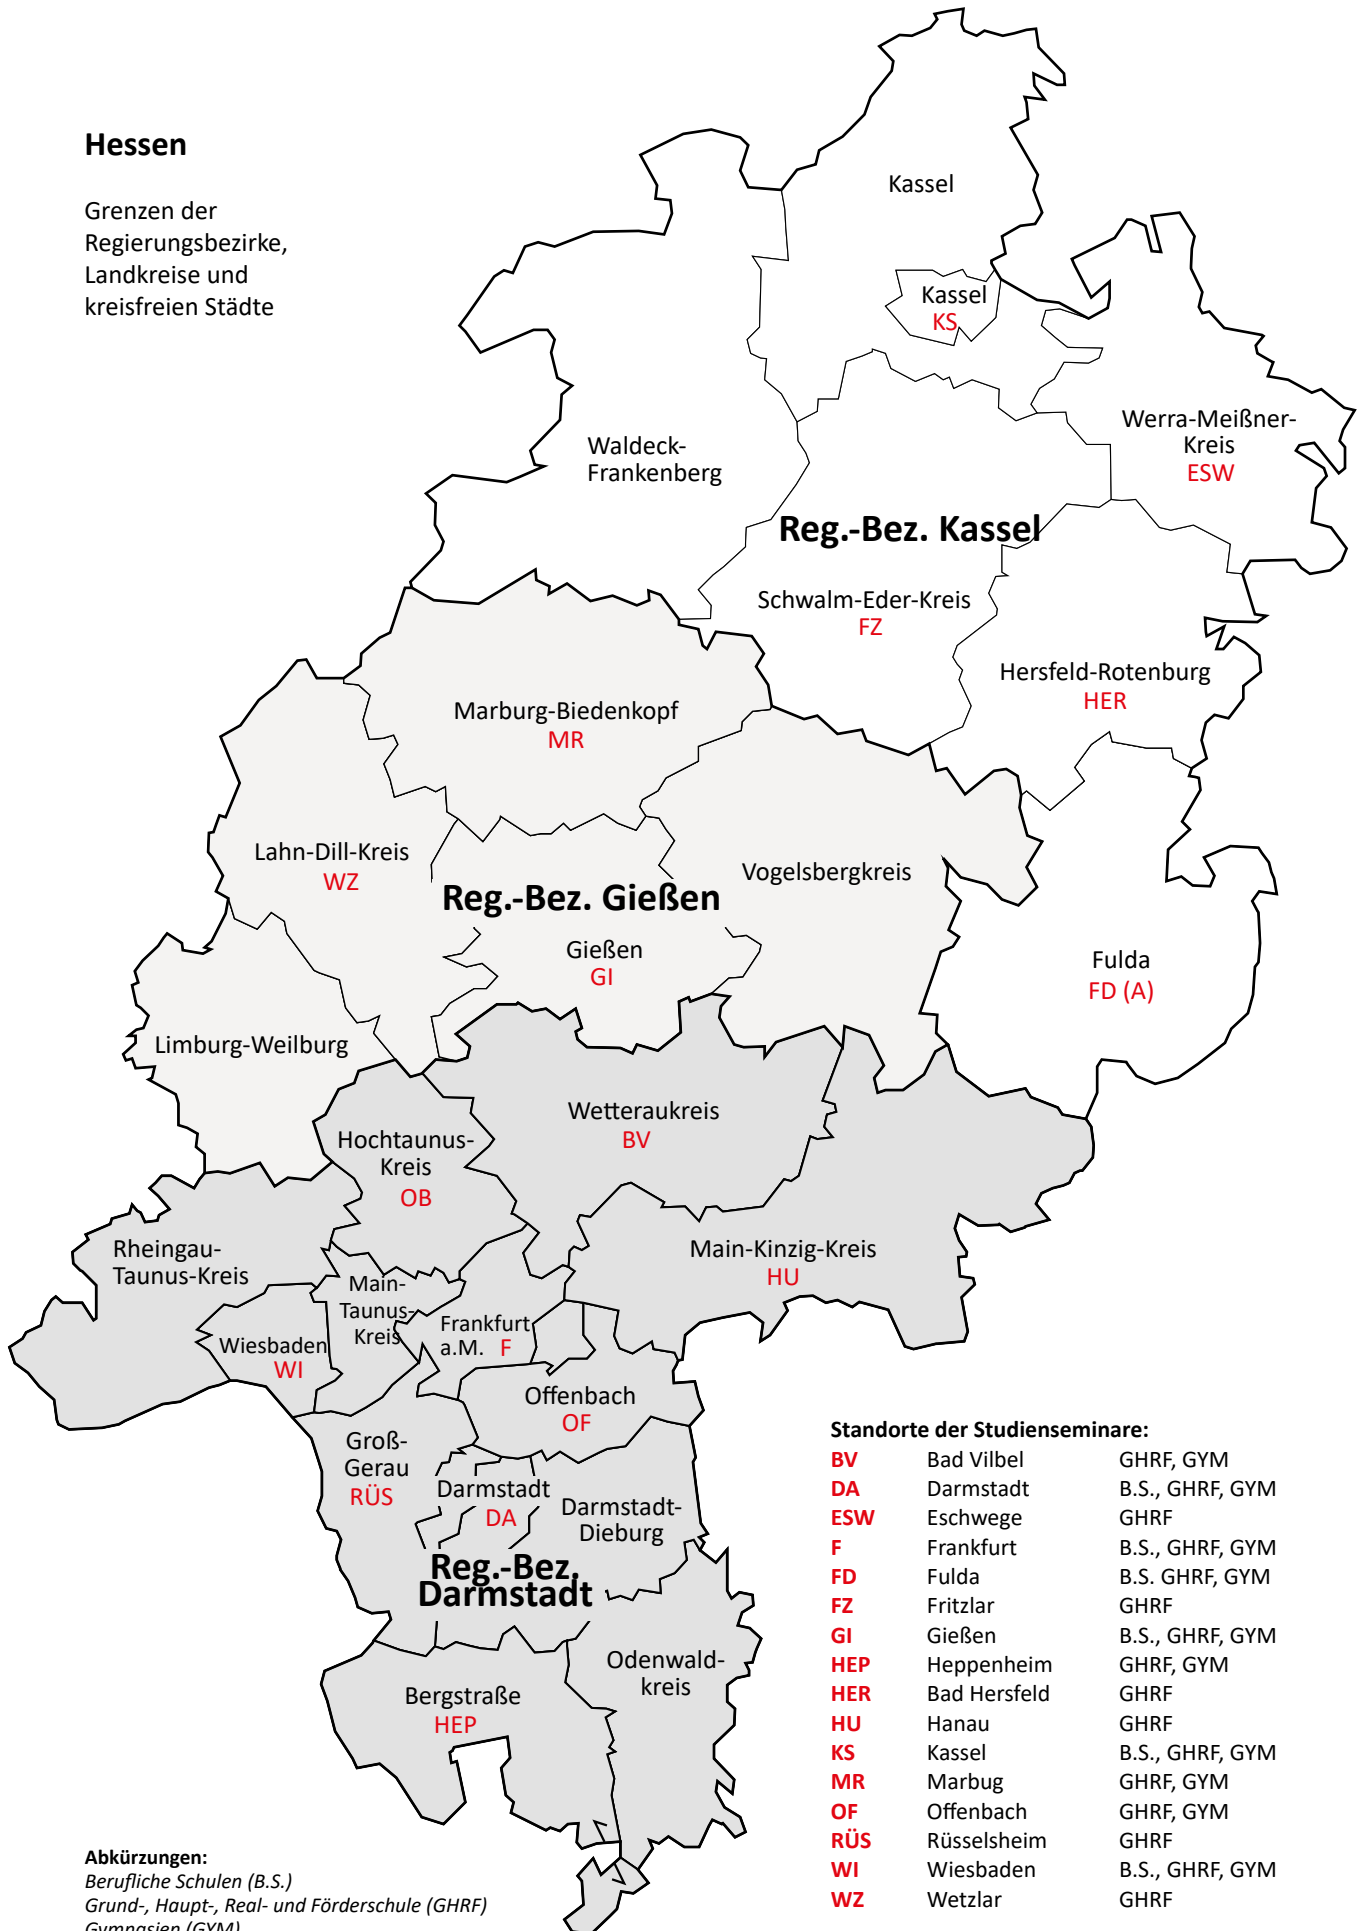 Hessen
Grenzen der
Regierungsbezirke,
Landkreise und
kreisfreien Städte
Kassel
Kassel
KS
Werra-Meißner-
Kreis
ESW
Waldeck-
Frankenberg
Reg.-Bez. Kassel
Schwalm-Eder-Kreis
FZ
Hersfeld-Rotenburg
HER
Marburg-Biedenkopf
MR
Lahn-Dill-Kreis
WZ
Vogelsbergkreis
Reg.-Bez. Gießen
Gießen
GI
Fulda
FD (A)
Limburg-Weilburg
Wetteraukreis
BV
Hochtaunus-
Kreis
OB
Rheingau-
Taunus-Kreis
Main-Kinzig-Kreis
HU
Main-
Taunus-
Kreis
Frankfurt
a.M. F
Wiesbaden
WI
Offenbach
OF
Groß-
Gerau
RÜS
Darmstadt
DA
Darmstadt-
Dieburg
Reg.-Bez.
Darmstadt
Odenwald-
kreis
Bergstraße
HEP
Standorte der Studienseminare:
BV Bad Vilbel GHRF, GYM
DA Darmstadt B.S., GHRF, GYM
ESW Eschwege GHRF
F Frankfurt B.S., GHRF, GYM
FD Fulda B.S. GHRF, GYM
FZ Fritzlar GHRF
GI Gießen B.S., GHRF, GYM
HEP Heppenheim GHRF, GYM
HER Bad Hersfeld GHRF
HU Hanau GHRF
KS Kassel B.S., GHRF, GYM
MR Marbug GHRF, GYM
OF Offenbach GHRF, GYM
RÜS Rüsselsheim GHRF
WI Wiesbaden B.S., GHRF, GYM
WZ Wetzlar GHRF
Abkürzungen:
Berufliche Schulen (B.S.)
Grund-, Haupt-, Real- und Förderschule (GHRF)
Gymnasien (GYM)